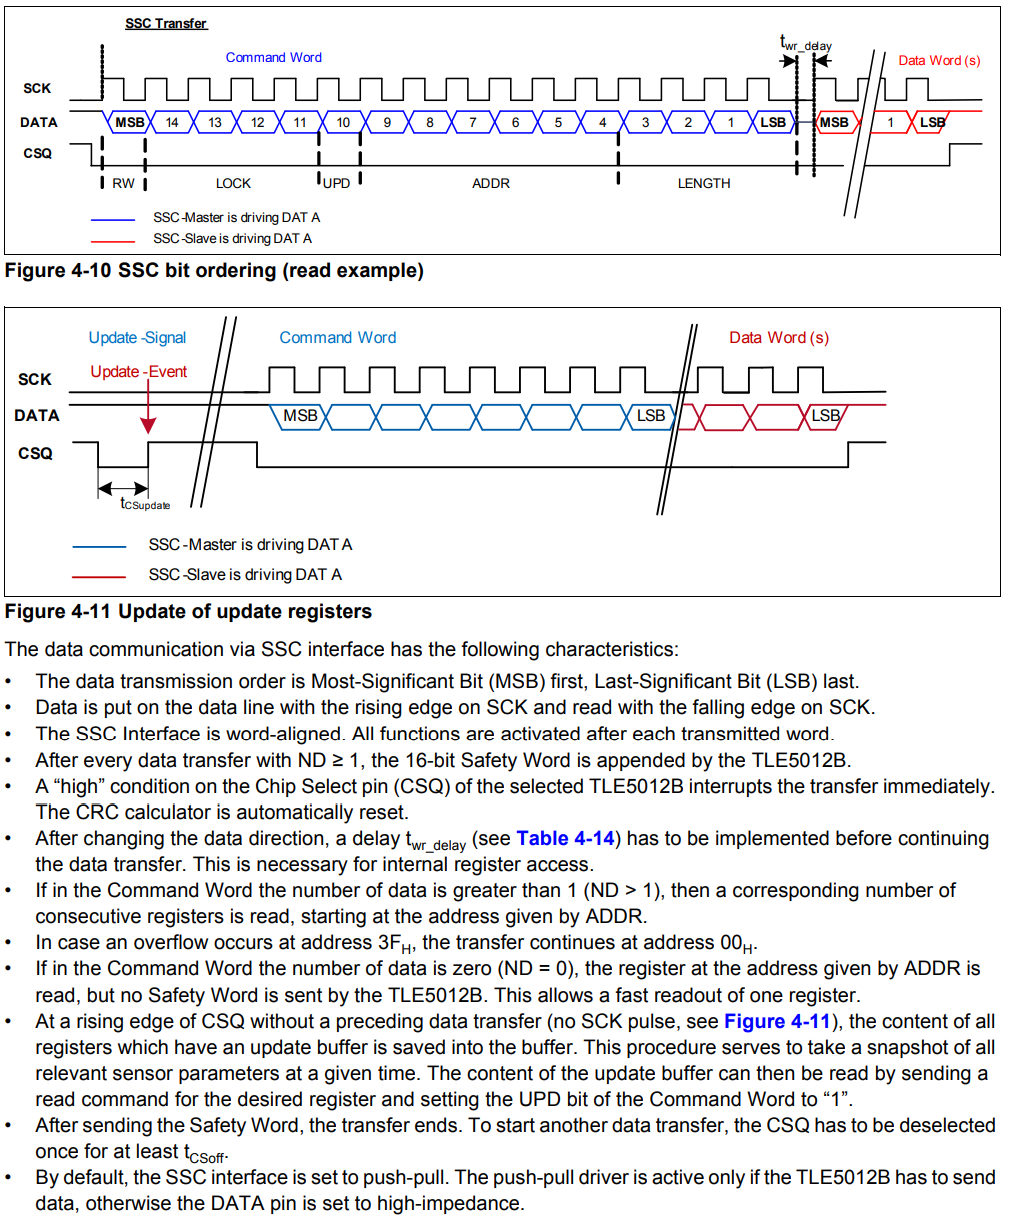 SSC Transfer
Command Word
twr_delay
Data Word (s)
SCK
DATA
MSB 14 13 12 11 10 9 8 7 6 5 4 3 2 1 LSB MSB 1 LSB
CSQ
RW LOCK UPD ADDR LENGTH
SSC-Master is driving DAT A
SSC-Slave is driving DAT A
Figure 4-10 SSC bit ordering (read example)
Update -Signal
Command Word
Data Word (s)
Update -Event
SCK
DATA
MSB LSB LSB
CSQ
tCSupdate
SSC-Master is driving DAT A
SSC-Slave is driving DAT A
Figure 4-11 Update of update registers
The data communication via SSC interface has the following characteristics:
• The data transmission order is Most-Significant Bit (MSB) first, Last-Significant Bit (LSB) last.
• Data is put on the data line with the rising edge on SCK and read with the falling edge on SCK.
• The SSC Interface is word-aligned. All functions are activated after each transmitted word.
• After every data transfer with ND ≥ 1, the 16-bit Safety Word is appended by the TLE5012B.
• A “high” condition on the Chip Select pin (CSQ) of the selected TLE5012B interrupts the transfer immediately.
The CRC calculator is automatically reset.
• After changing the data direction, a delay twr_delay (see Table 4-14) has to be implemented before continuing
the data transfer. This is necessary for internal register access.
• If in the Command Word the number of data is greater than 1 (ND > 1), then a corresponding number of
consecutive registers is read, starting at the address given by ADDR.
• In case an overflow occurs at address 3FH, the transfer continues at address 00H.
• If in the Command Word the number of data is zero (ND = 0), the register at the address given by ADDR is
read, but no Safety Word is sent by the TLE5012B. This allows a fast readout of one register.
• At a rising edge of CSQ without a preceding data transfer (no SCK pulse, see Figure 4-11), the content of all
registers which have an update buffer is saved into the buffer. This procedure serves to take a snapshot of all
relevant sensor parameters at a given time. The content of the update buffer can then be read by sending a
read command for the desired register and setting the UPD bit of the Command Word to “1”.
• After sending the Safety Word, the transfer ends. To start another data transfer, the CSQ has to be deselected
once for at least tCSoff.
• By default, the SSC interface is set to push-pull. The push-pull driver is active only if the TLE5012B has to send
data, otherwise the DATA pin is set to high-impedance.